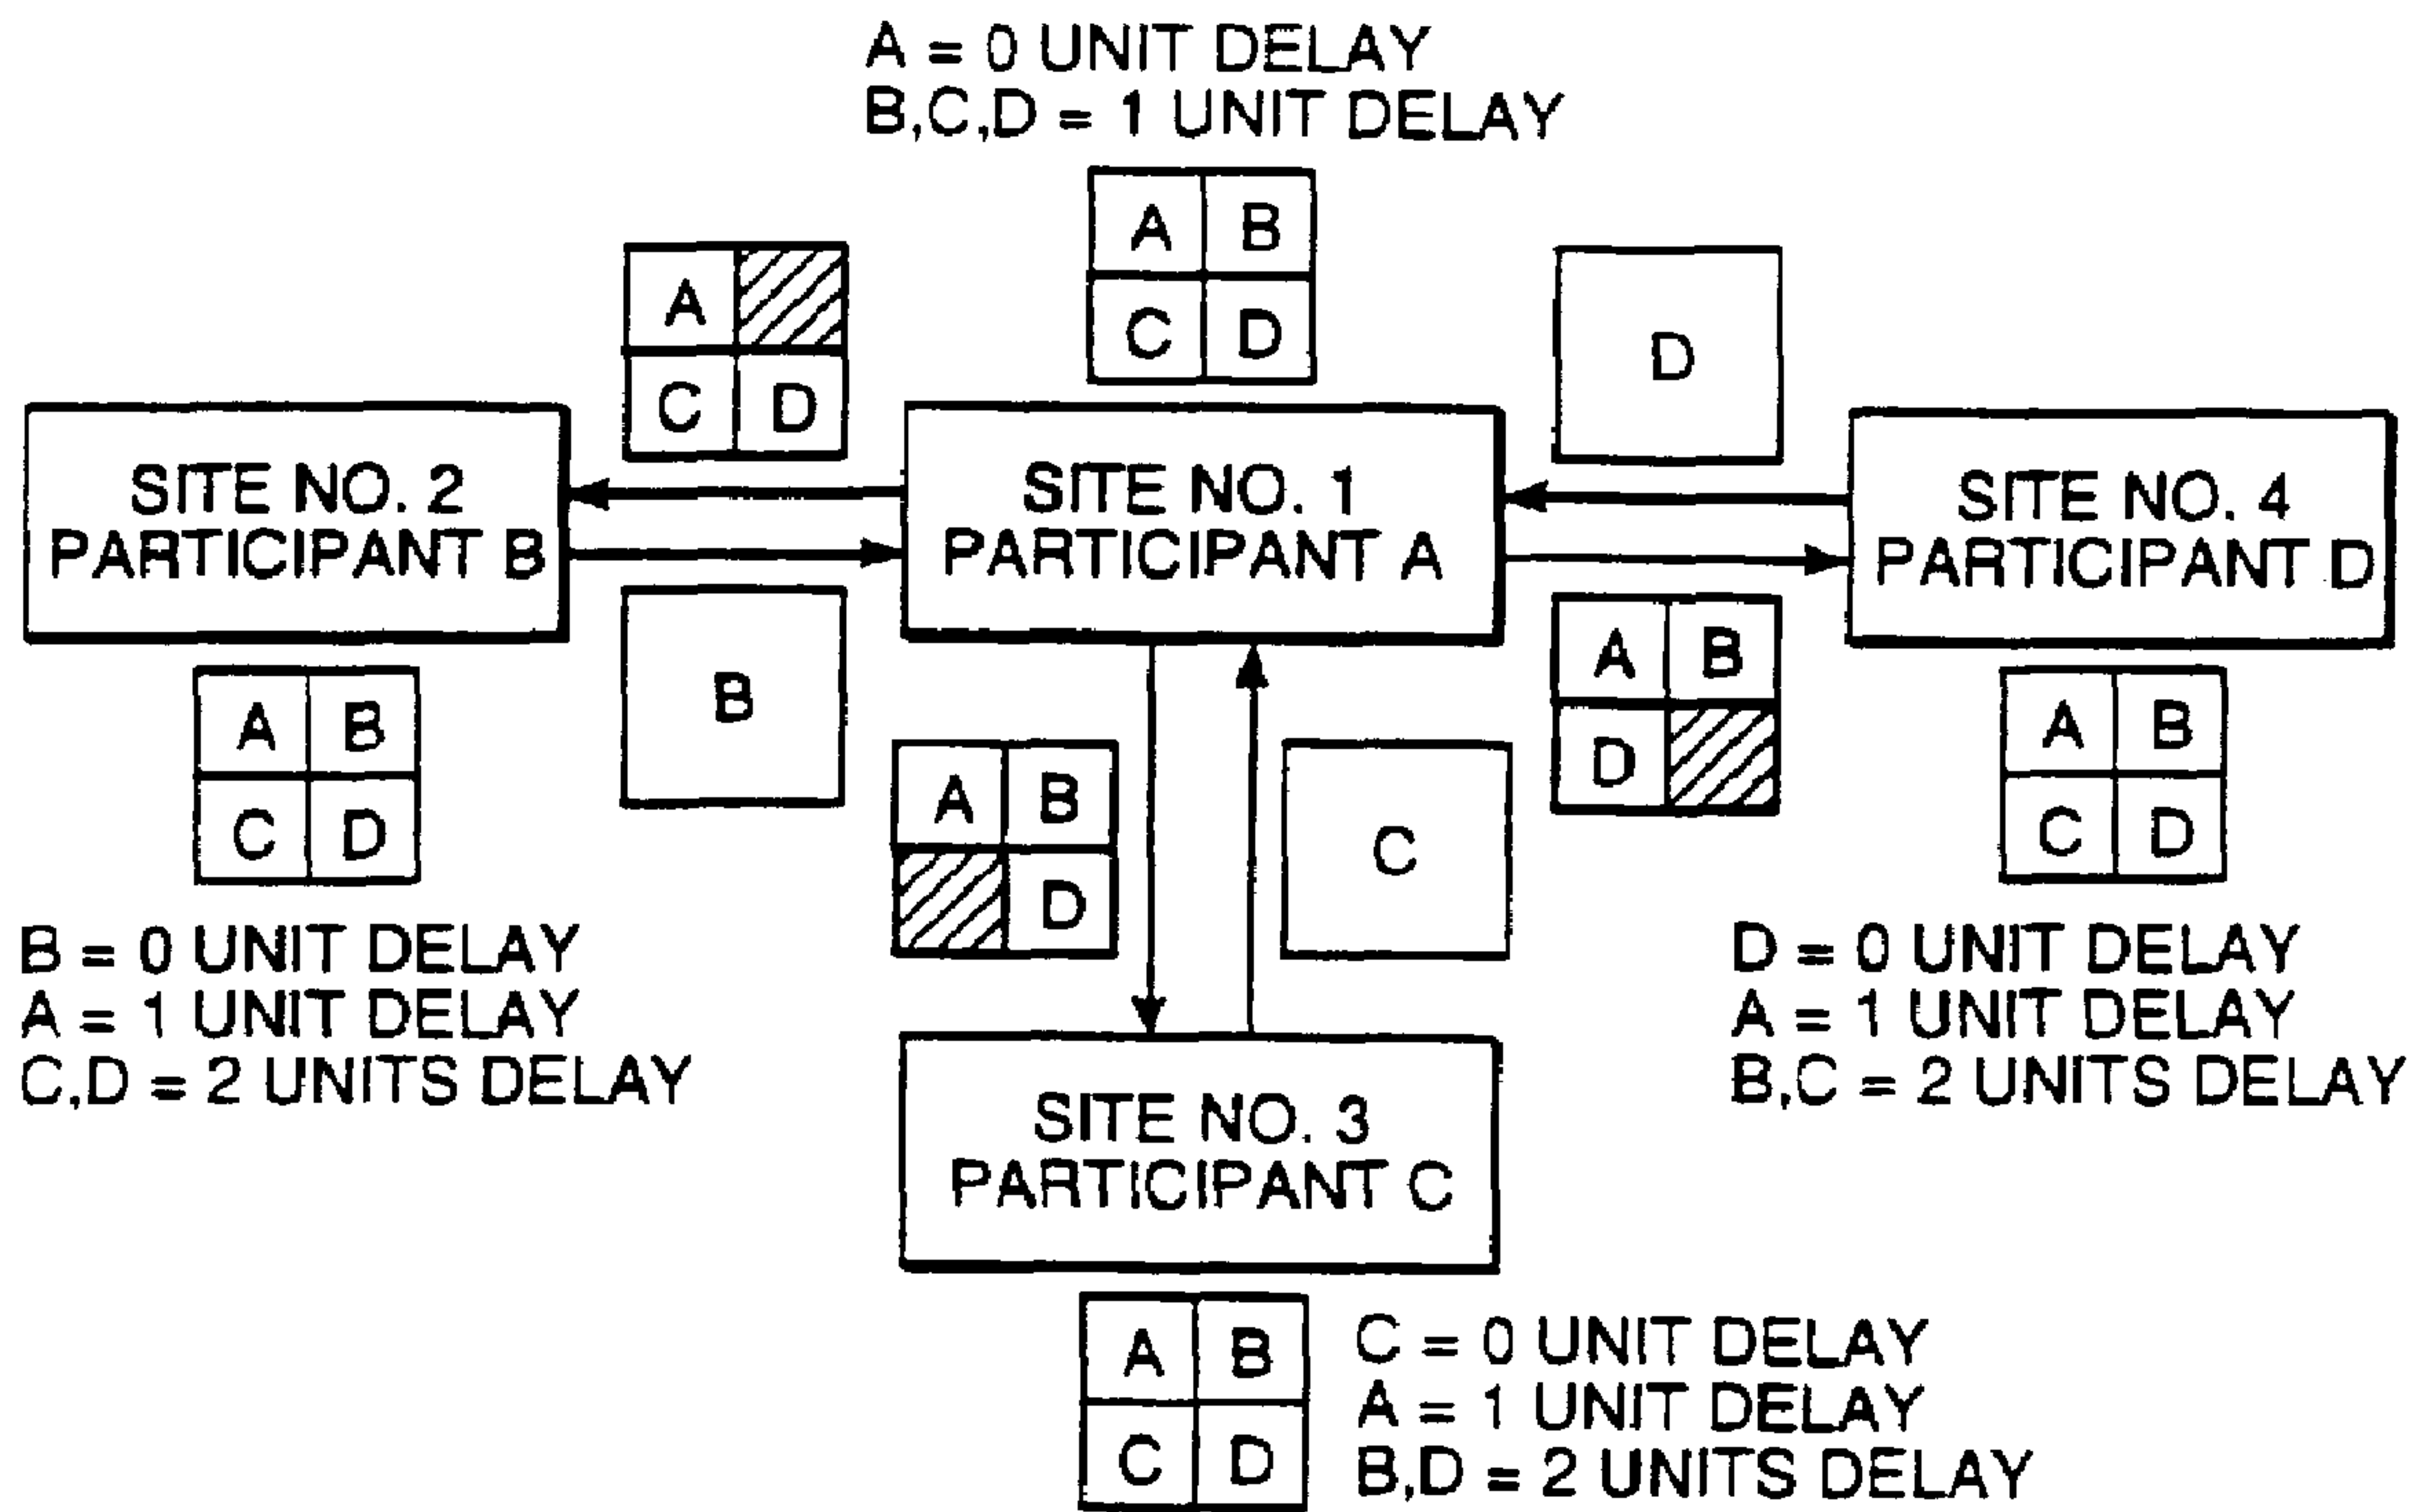 A = 0 UNIT DELAY
B,C,D = 1 UNIT DELAY
A B
C D
A
C D
D
SITE NO. 2
PARTICIPANT B
SITE NO. 1
PARTICIPANT A
SITE NO. 4
PARTICIPANT D
B
A B
D
A B
C D
A B
D
C
A B
C D
B = 0 UNIT DELAY
A = 1 UNIT DELAY
C,D = 2 UNITS DELAY
D = 0 UNIT DELAY
A = 1 UNIT DELAY
B,C = 2 UNITS DELAY
SITE NO. 3
PARTICIPANT C
A B
C D
C = 0 UNIT DELAY
A = 1 UNIT DELAY
B,D = 2 UNITS DELAY